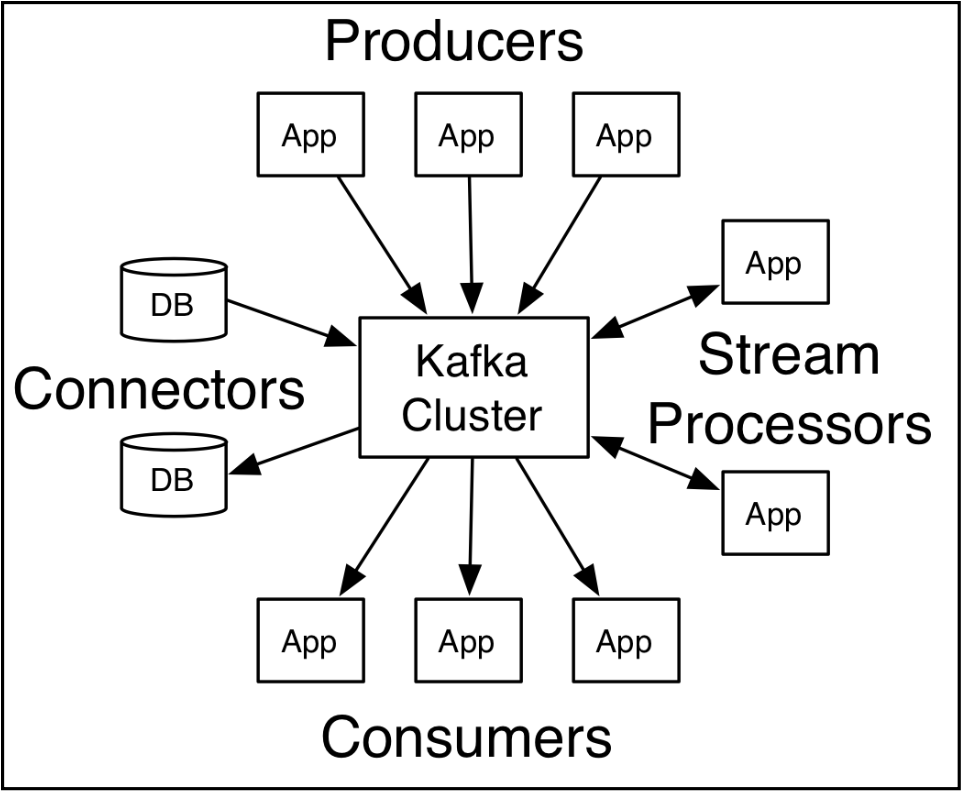 Producers
App
App
App
App
DB
Kafka
Cluster
Stream
Processors
Connectors
DB
App
App
App
App
Consumers